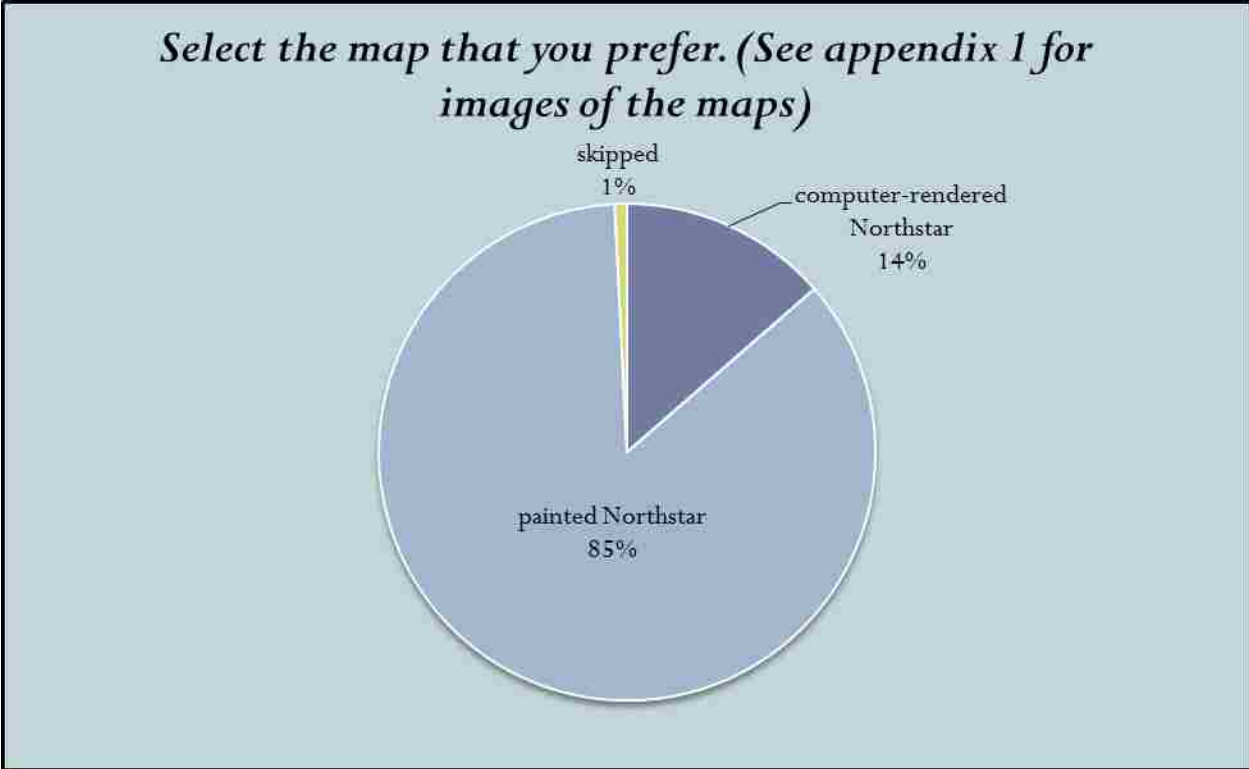 Select the map that you prefer. (See appendix 1 for
images of the maps)
skipped
1%
computer-rendered
Northstar
14%
painted Northstar
85%